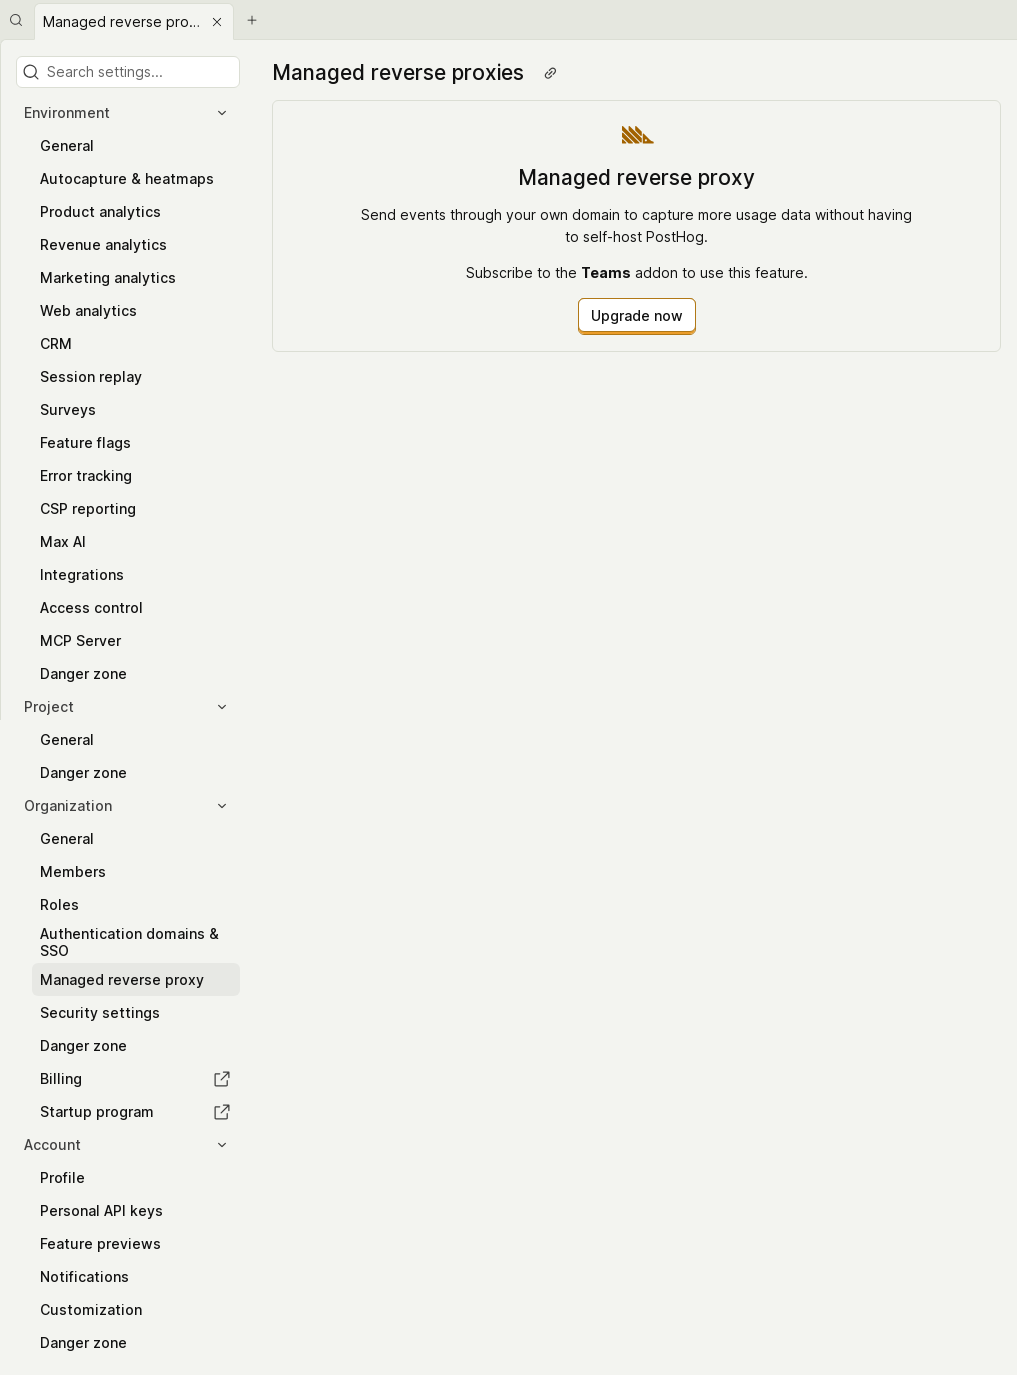 Managed reverse pro...
Search settings...
Environment
General
Autocapture & heatmaps
Product analytics
Revenue analytics
Marketing analytics
Web analytics
CRM
Session replay
Surveys
Feature flags
Error tracking
CSP reporting
Max AI
Integrations
Access control
MCP Server
Danger zone
Project
General
Danger zone
Organization
General
Members
Roles
Authentication domains &
SSO
Managed reverse proxy
Security settings
Danger zone
Billing
Startup program
Account
Profile
Personal API keys
Feature previews
Notifications
Customization
Danger zone
Managed reverse proxies
Managed reverse proxy
Send events through your own domain to capture more usage data without having
to self-host PostHog.
Subscribe to the Teams addon to use this feature.
Upgrade now